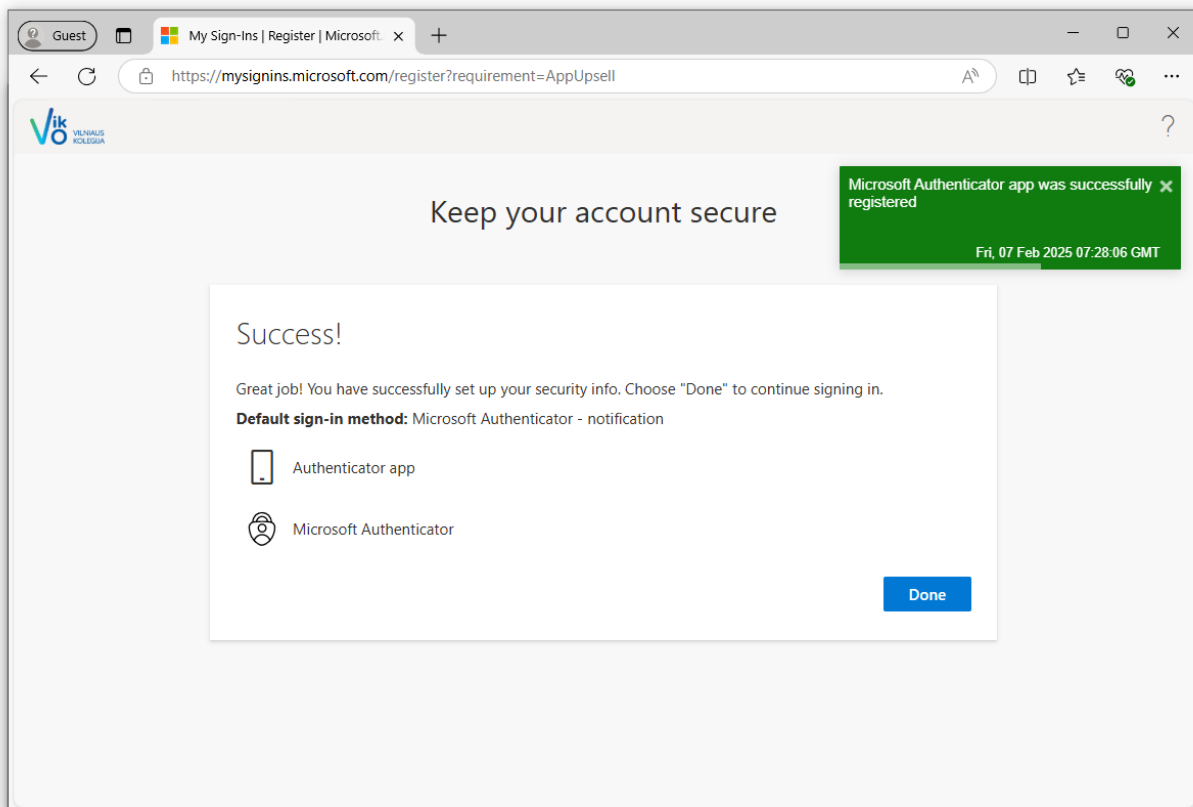 Guest
My Sign-Ins | Register | Microsoft
https://mysignins.microsoft.com/register?requirement=AppUpsell
Vik
O VILNIAUS
KOLEGIJA
Microsoft Authenticator app was successfully
registered
Fri, 07 Feb 2025 07:28:06 GMT
Keep your account secure
Success!
Great job! You have successfully set up your security info. Choose "Done" to continue signing in.
Default sign-in method: Microsoft Authenticator - notification
Authenticator app
Microsoft Authenticator
Done